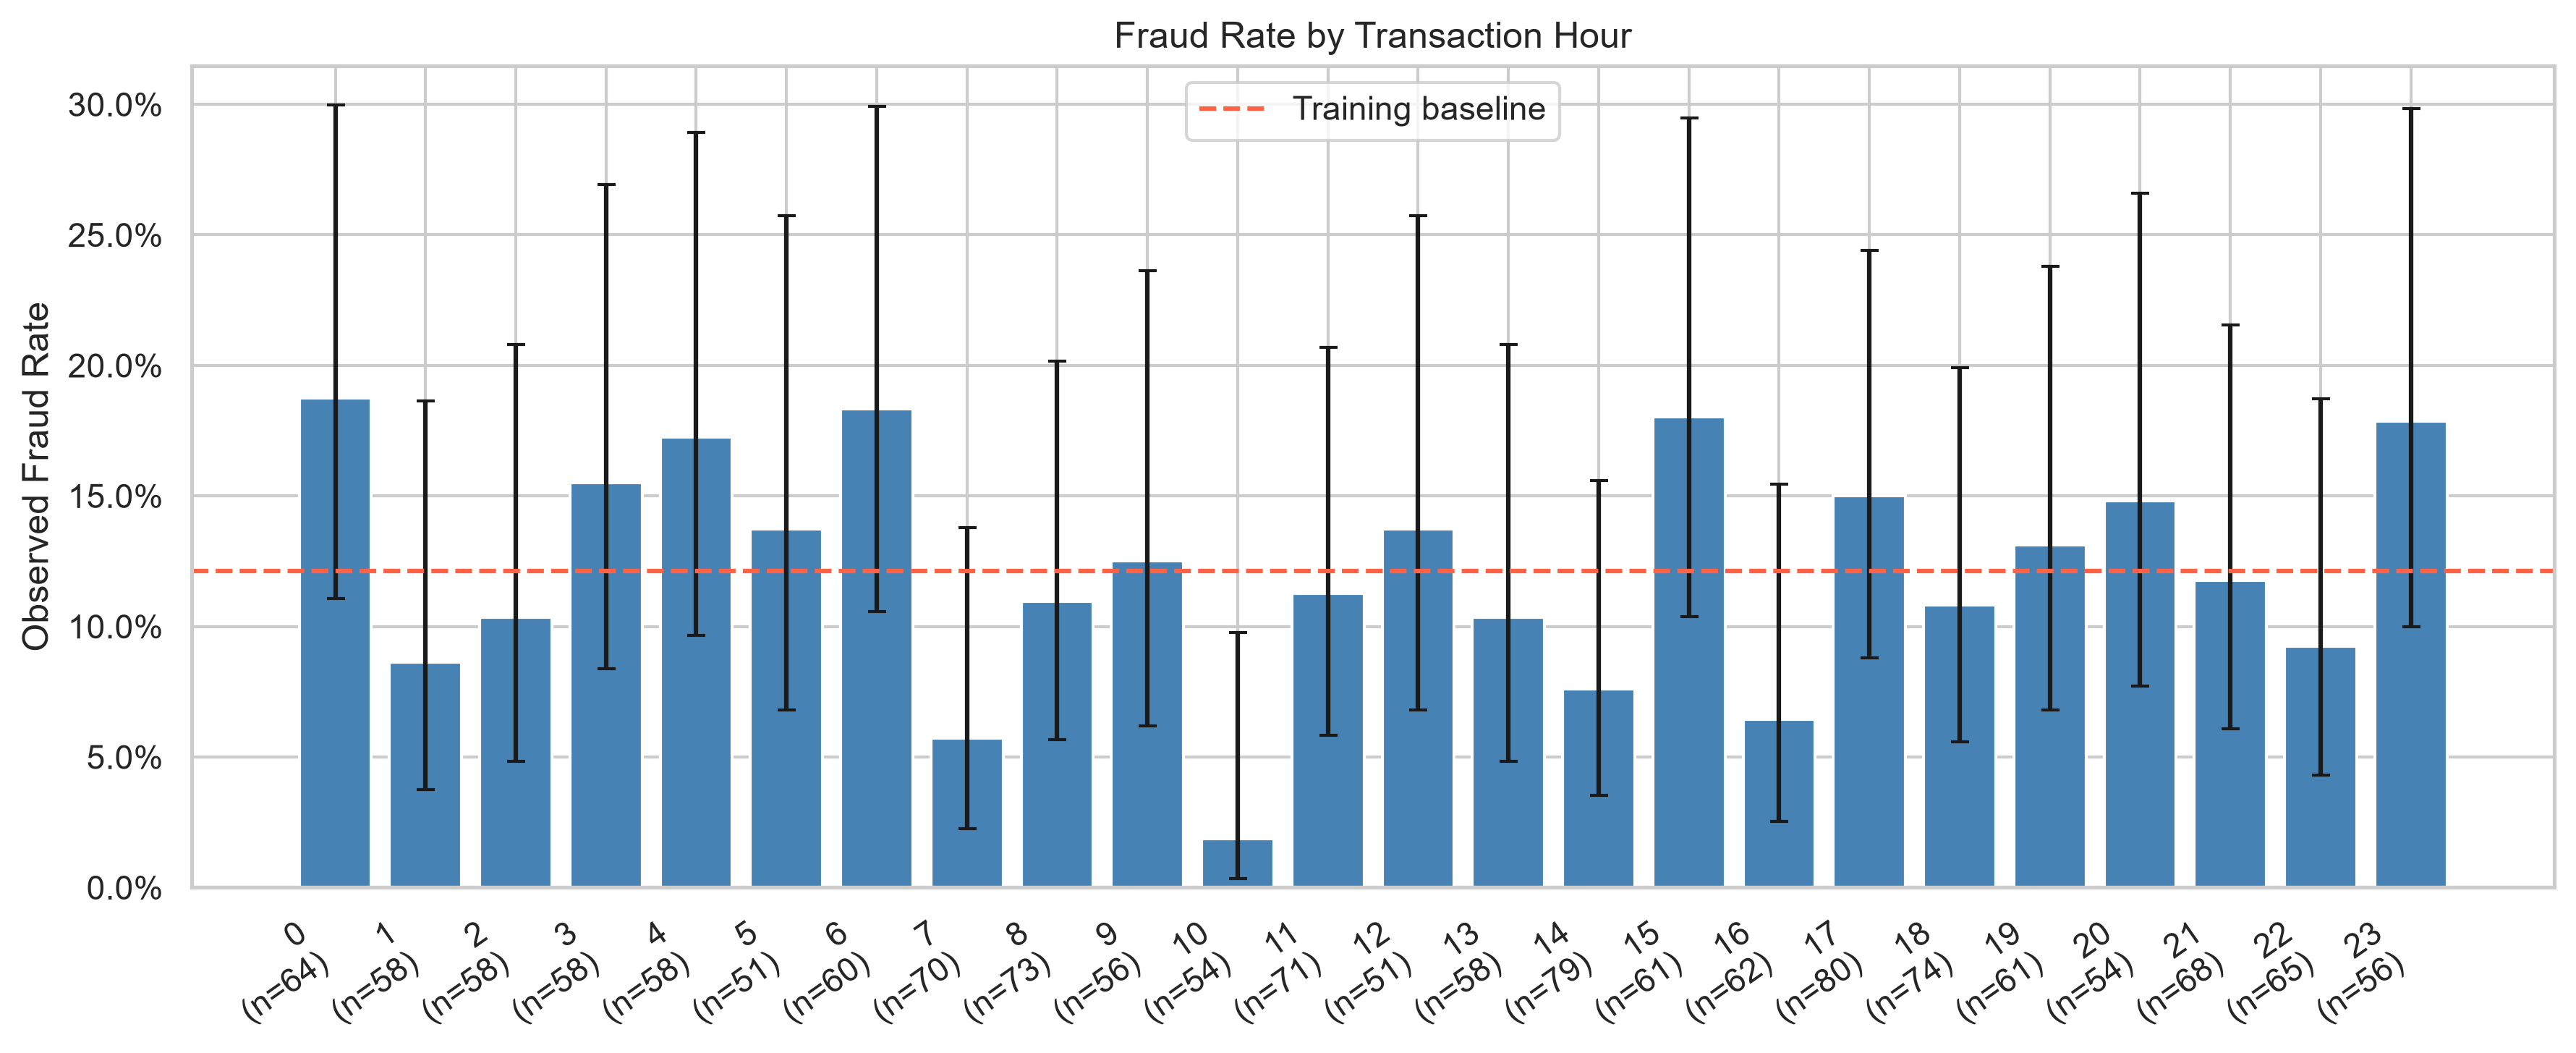 Fraud Rate by Transaction Hour
Training baseline
Observed Fraud Rate
30.0%
25.0%
20.0%
15.0%
10.0%
5.0%
0.0%
0
(n=64)
1
(n=58)
2
(n=58)
3
(n=58)
4
(n=58)
5
(n=51)
6
(n=60)
7
(n=70)
8
(n=73)
9
(n=56)
10
(n=54)
11
(n=71)
12
(n=51)
13
(n=58)
14
(n=79)
15
(n=61)
16
(n=62)
17
(n=80)
18
(n=74)
19
(n=61)
20
(n=54)
21
(n=68)
22
(n=65)
23
(n=56)